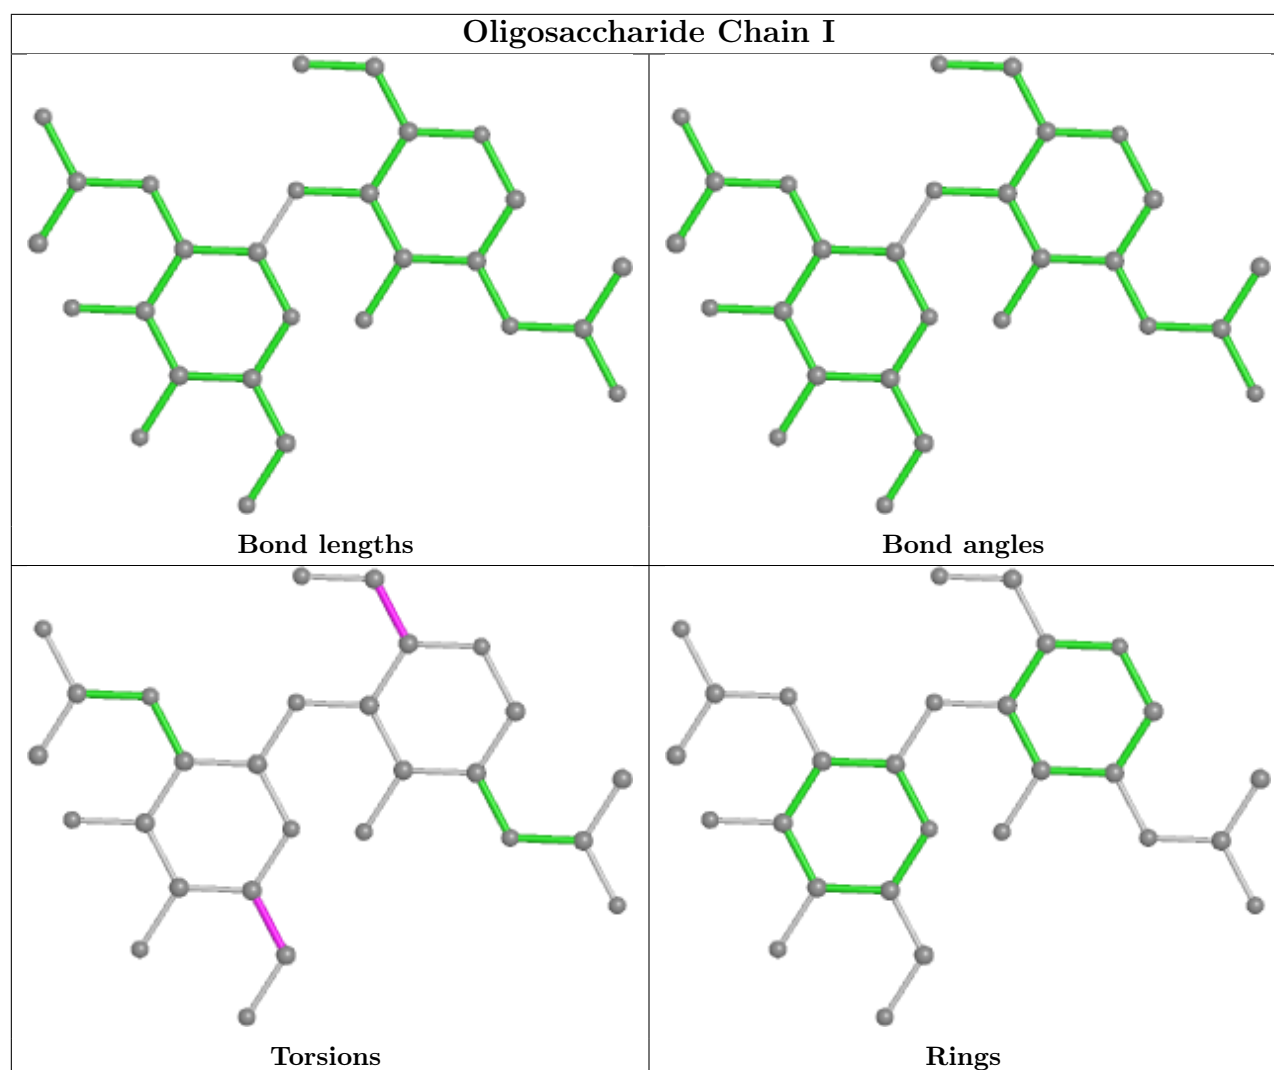 Oligosaccharide Chain I
Bond lengths
Bond angles
Torsions
Rings